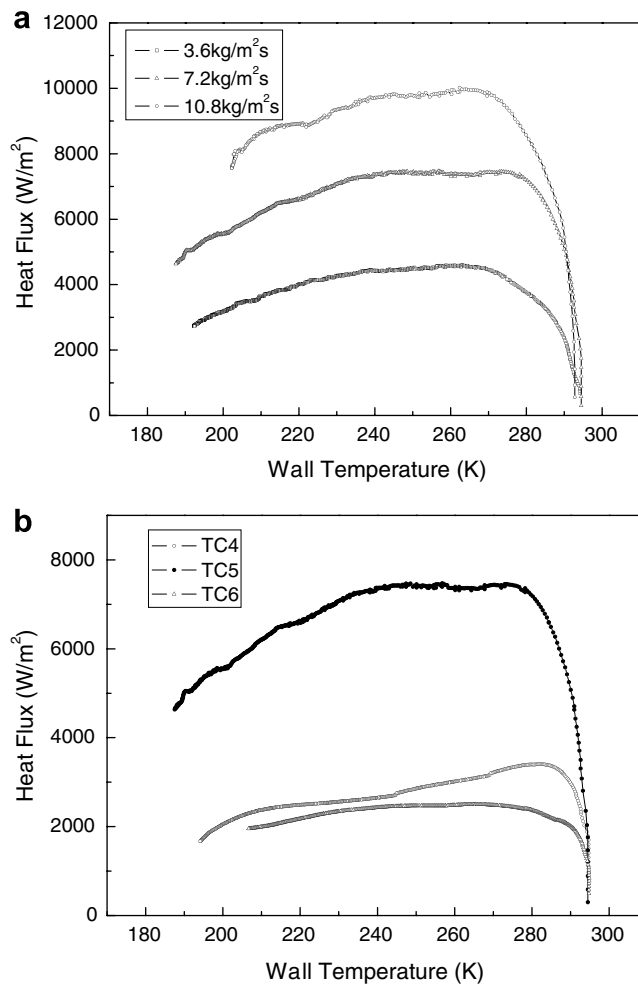 a
12000
10000
8000
6000
4000
2000
0
Heat Flux (W/m²)
3.6kg/m²s
7.2kg/m²s
10.8kg/m²s
180 200 220 240 260 280 300
Wall Temperature (K)
b
8000
6000
4000
2000
0
Heat Flux (W/m²)
TC4
TC5
TC6
180 200 220 240 260 280 300
Wall Temperature (K)